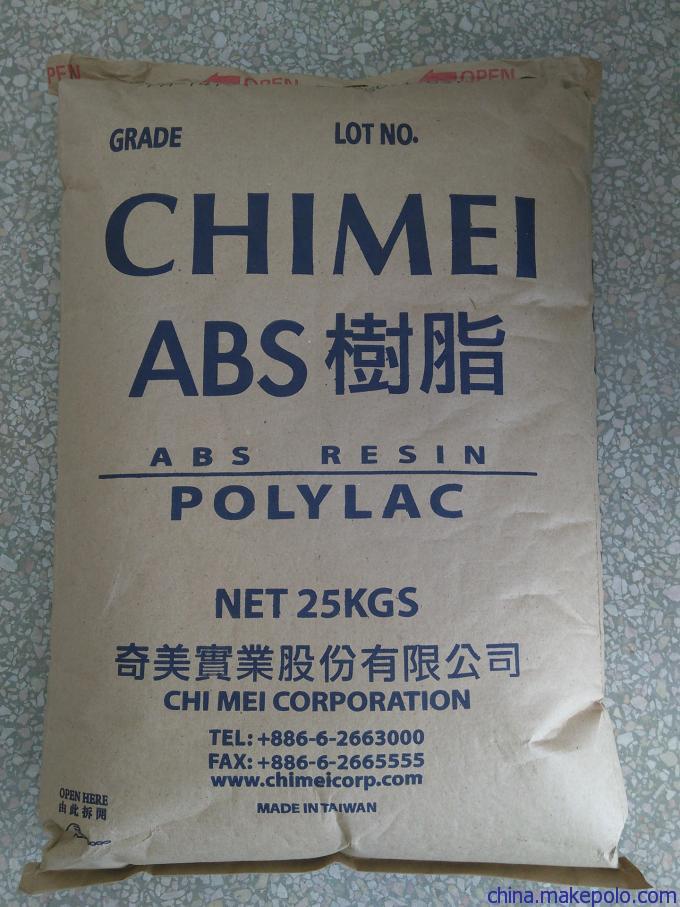 PEN OPEN OPEN
GRADE LOT NO.
CHIMEI
ABS 樹脂
ABS RESIN
POLYLAC
NET 25KGS
奇美實業股份有限公司
CHI MEI CORPORATION
TEL: +886-6-2663000
FAX: +886-6-2665555
www.chimeicorp.com
MADE IN TAIWAN
OPEN HERE
由此拆開
china.makepolo.com